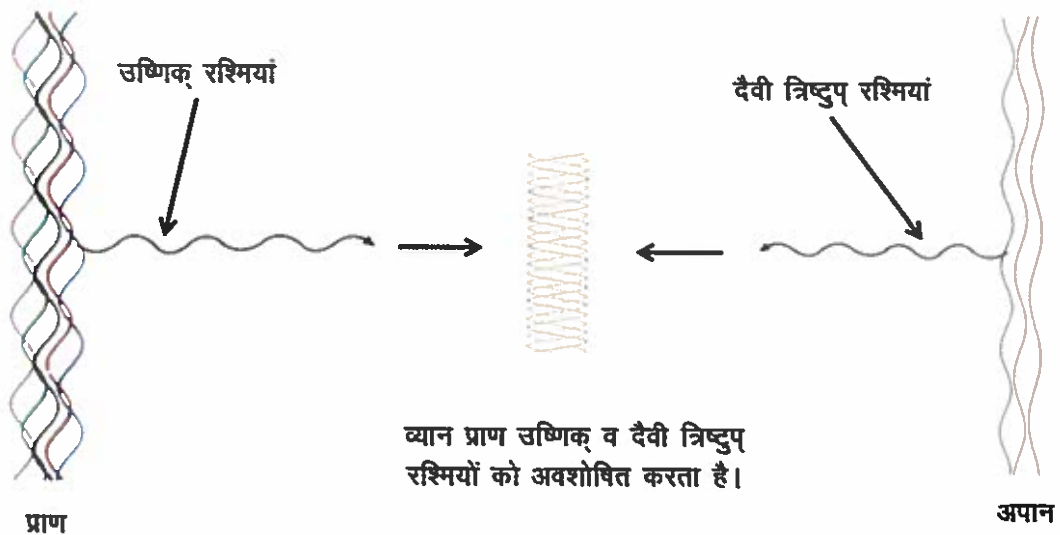 उष्णिक् रश्मियां
दैवी त्रिष्टुप् रश्मियां
व्यान प्राण उष्णिक् व दैवी त्रिष्टुप्
रश्मियों को अवशोषित करता है।
प्राण
अपान